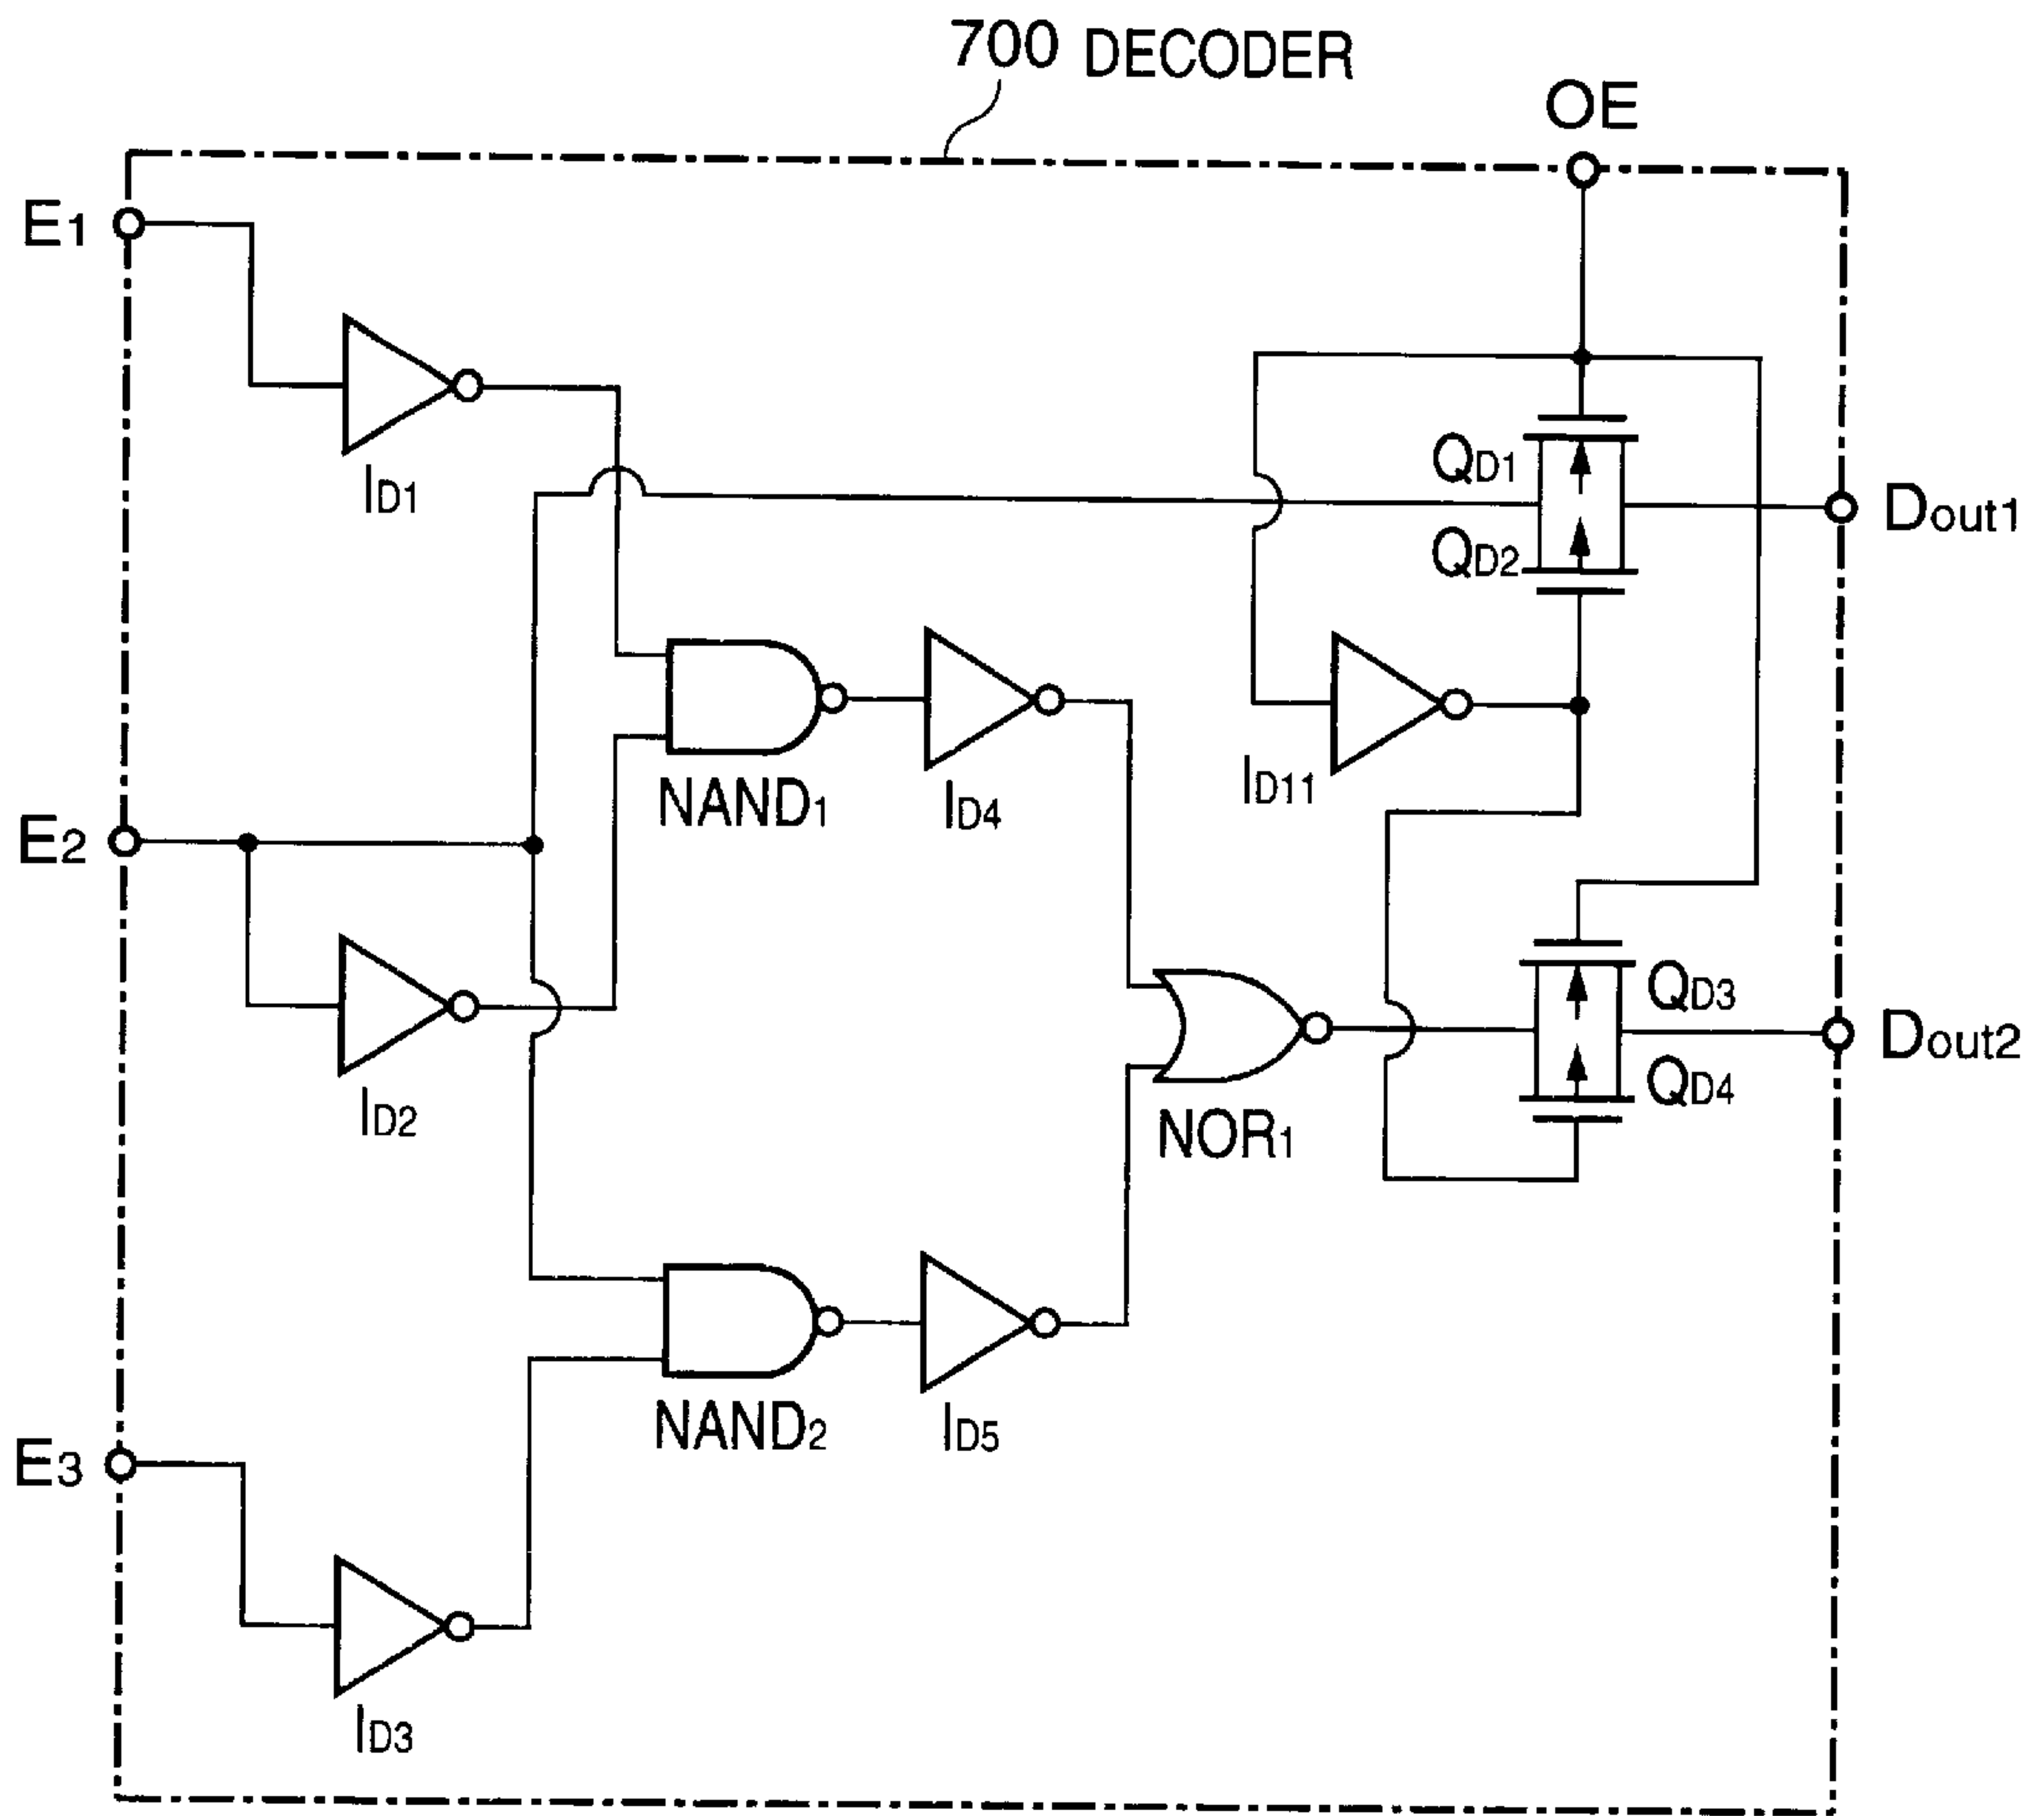 700 DECODER
OE
E1
ID1
QD1
Dout1
QD2
NAND1
ID4
ID11
E2
ID2
QD3
Dout2
QD4
NOR1
NAND2
ID5
E3
ID3